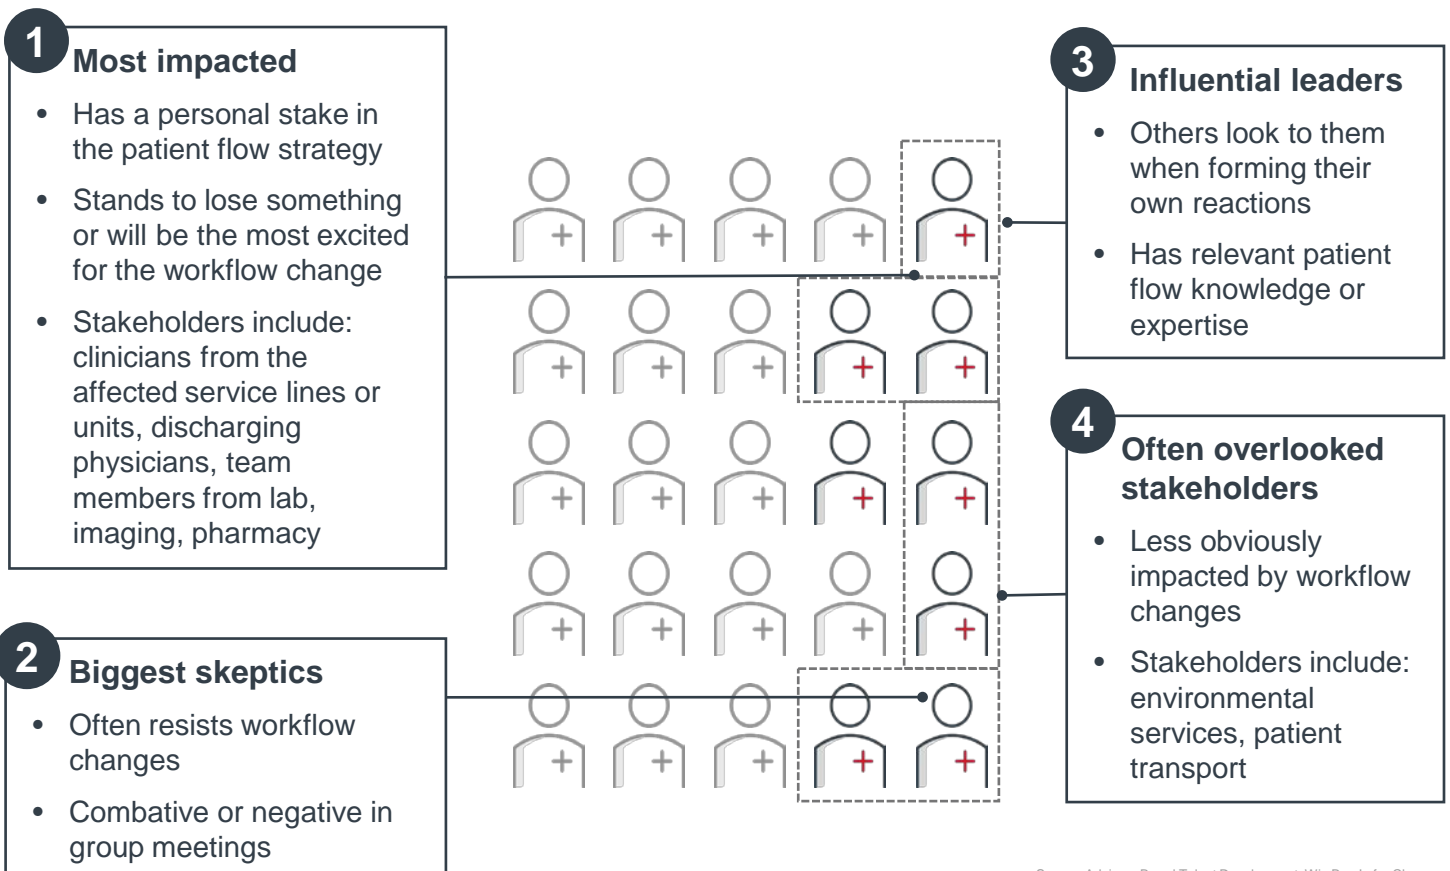 1
Most impacted
• Has a personal stake in
the patient flow strategy
• Stands to lose something
or will be the most excited
for the workflow change
• Stakeholders include:
clinicians from the
affected service lines or
units, discharging
physicians, team
members from lab,
imaging, pharmacy
2
Biggest skeptics
• Often resists workflow
changes
• Combative or negative in
group meetings
3
Influential leaders
• Others look to them
when forming their
own reactions
• Has relevant patient
flow knowledge or
expertise
4
Often overlooked
stakeholders
• Less obviously
impacted by workflow
changes
• Stakeholders include:
environmental
services, patient
transport